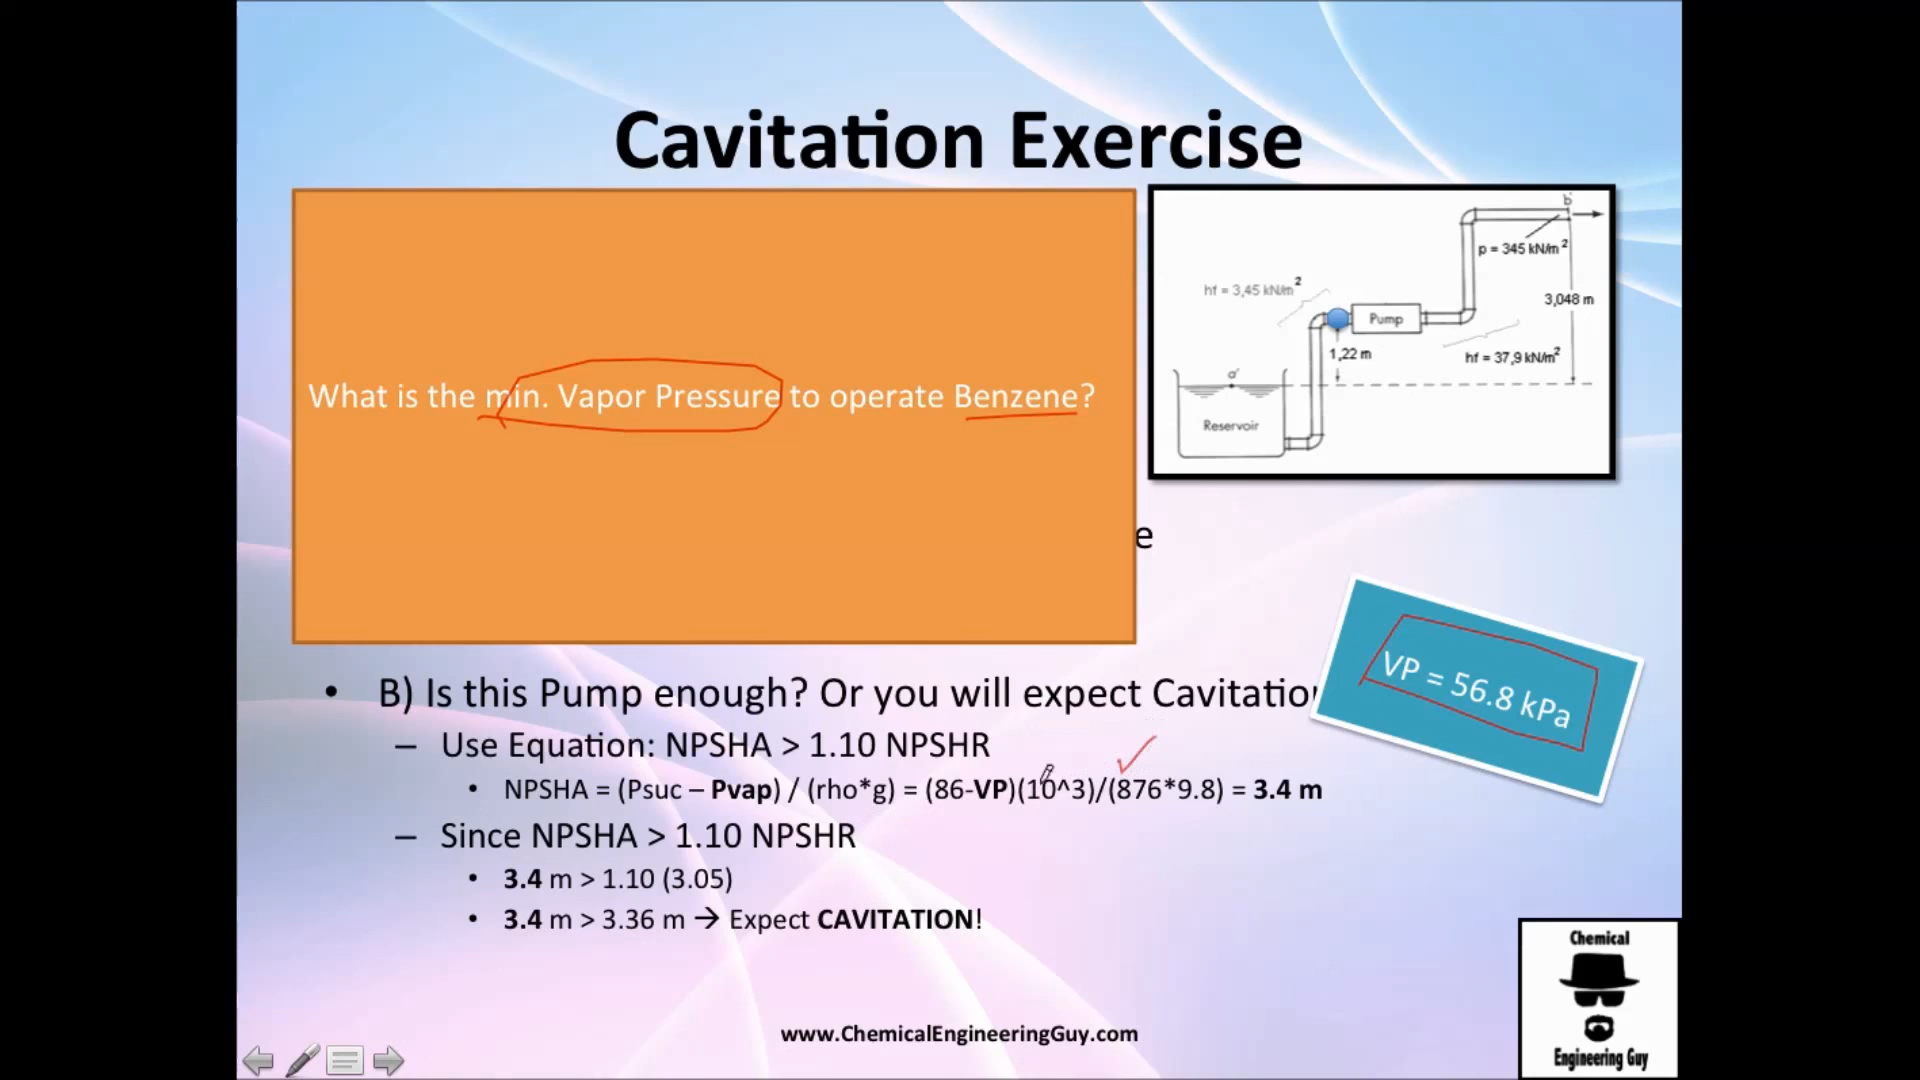 Cavitation Exercise
What is the min. Vapor Pressure to operate Benzene?
b
p = 345 kN/m²
hf = 3,45 kN/m²
3,048 m
Pump
1,22 m
hf = 37,9 kN/m²
a'
Reservoir
e
VP = 56.8 kPa
• B) Is this Pump enough? Or you will expect Cavitation
– Use Equation: NPSHA > 1.10 NPSHR
• NPSHA = (Psuc – Pvap) / (rho*g) = (86-VP)(10^3)/(876*9.8) = 3.4 m
– Since NPSHA > 1.10 NPSHR
• 3.4 m > 1.10 (3.05)
• 3.4 m > 3.36 m → Expect CAVITATION!
www.ChemicalEngineeringGuy.com
Chemical
Engineering Guy